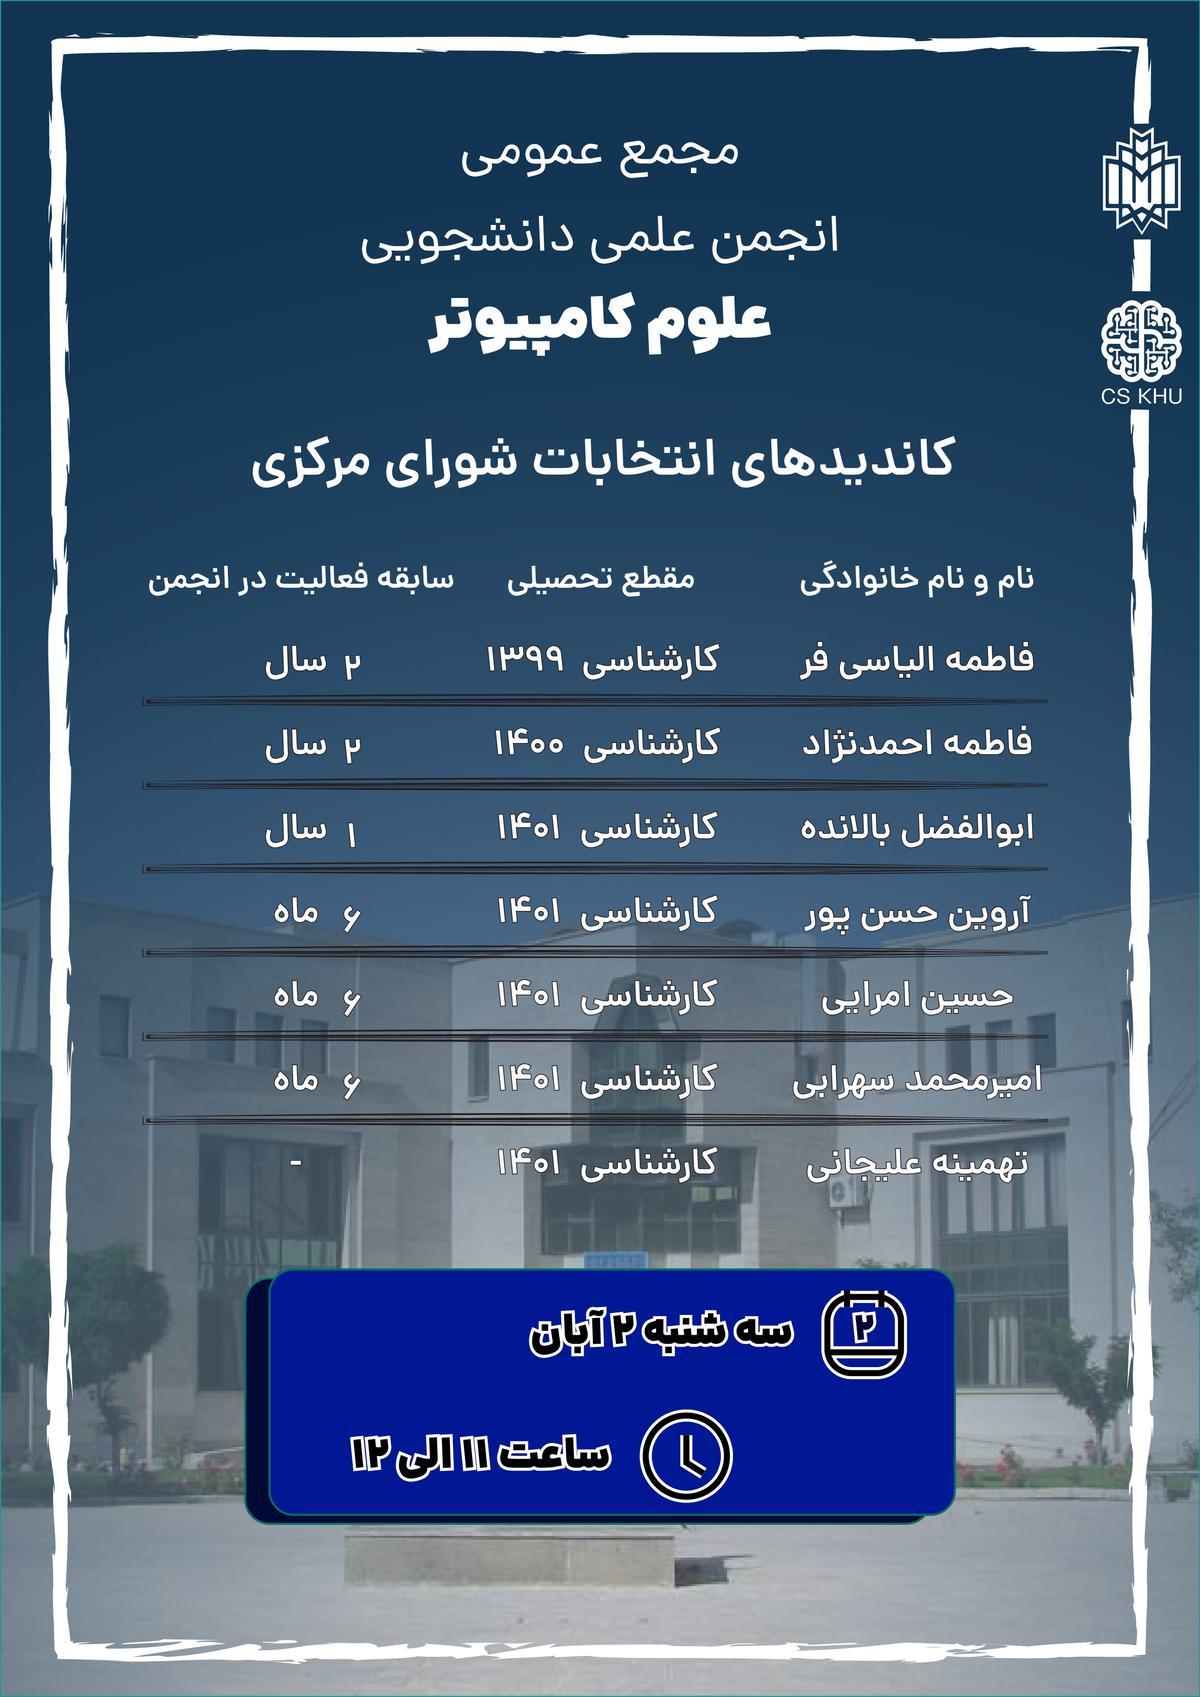 مجمع عمومی
انجمن علمی دانشجویی
علوم کامپیوتر
CS KHU
کاندیدهای انتخابات شورای مرکزی
نام و نام خانوادگی مقطع تحصیلی سابقه فعالیت در انجمن
فاطمه الیاسی فر کارشناسی ۱۳۹۹ ۲ سال
فاطمه احمدنژاد کارشناسی ۱۴۰۰ ۲ سال
ابوالفضل بالانده کارشناسی ۱۴۰۱ ۱ سال
آروین حسن پور کارشناسی ۱۴۰۱ ۶ ماه
حسین امرایی کارشناسی ۱۴۰۱ ۶ ماه
امیرمحمد سهرابی کارشناسی ۱۴۰۱ ۶ ماه
تهمینه علیجانی کارشناسی ۱۴۰۱ -
۲ سه شنبه ۲ آبان
ساعت ۱۱ الی ۱۲